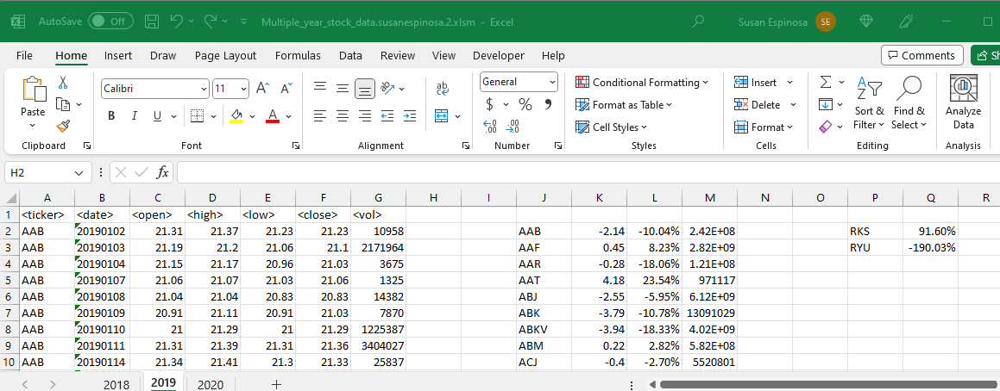 AutoSave Off Multiple_year_stock_data.susanespinosa.2.xlsm - Excel Susan Espinosa SE
File Home Insert Draw Page Layout Formulas Data Review View Developer Help Comments Sh
Paste
Calibri 11 A^ Aˇ
B I U A
ab
General
$ % 9
Conditional Formatting
Format as Table
Cell Styles
Insert
Delete
Format
Sort & Filter
Find & Select
Analyze Data
Clipboard Font Alignment Number Styles Cells Editing Analysis
H2 fx
A B C D E F G H I J K L M N O P Q R
1 <ticker> <date> <open> <high> <low> <close> <vol>
2 AAB 20190102 21.31 21.37 21.23 21.23 10958 AAB -2.14 -10.04% 2.42E+08 RKS 91.60%
3 AAB 20190103 21.19 21.2 21.06 21.1 2171964 AAF 0.45 8.23% 2.82E+09 RYU -190.03%
4 AAB 20190104 21.15 21.17 20.96 21.03 3675 AAR -0.28 -18.06% 1.21E+08
5 AAB 20190107 21.06 21.07 21.03 21.06 1325 AAT 4.18 23.54% 971117
6 AAB 20190108 21.04 21.04 20.83 20.83 14382 ABJ -2.55 -5.95% 6.12E+09
7 AAB 20190109 20.91 21.11 20.91 21.03 7870 ABK -3.79 -10.78% 13091029
8 AAB 20190110 21 21.29 21 21.29 1225387 ABKV -3.94 -18.33% 4.02E+09
9 AAB 20190111 21.31 21.39 21.31 21.36 3404027 ABM 0.22 2.82% 5.82E+08
10 AAB 20190114 21.34 21.41 21.3 21.33 25837 ACJ -0.4 -2.70% 5520801
2018 2019 2020